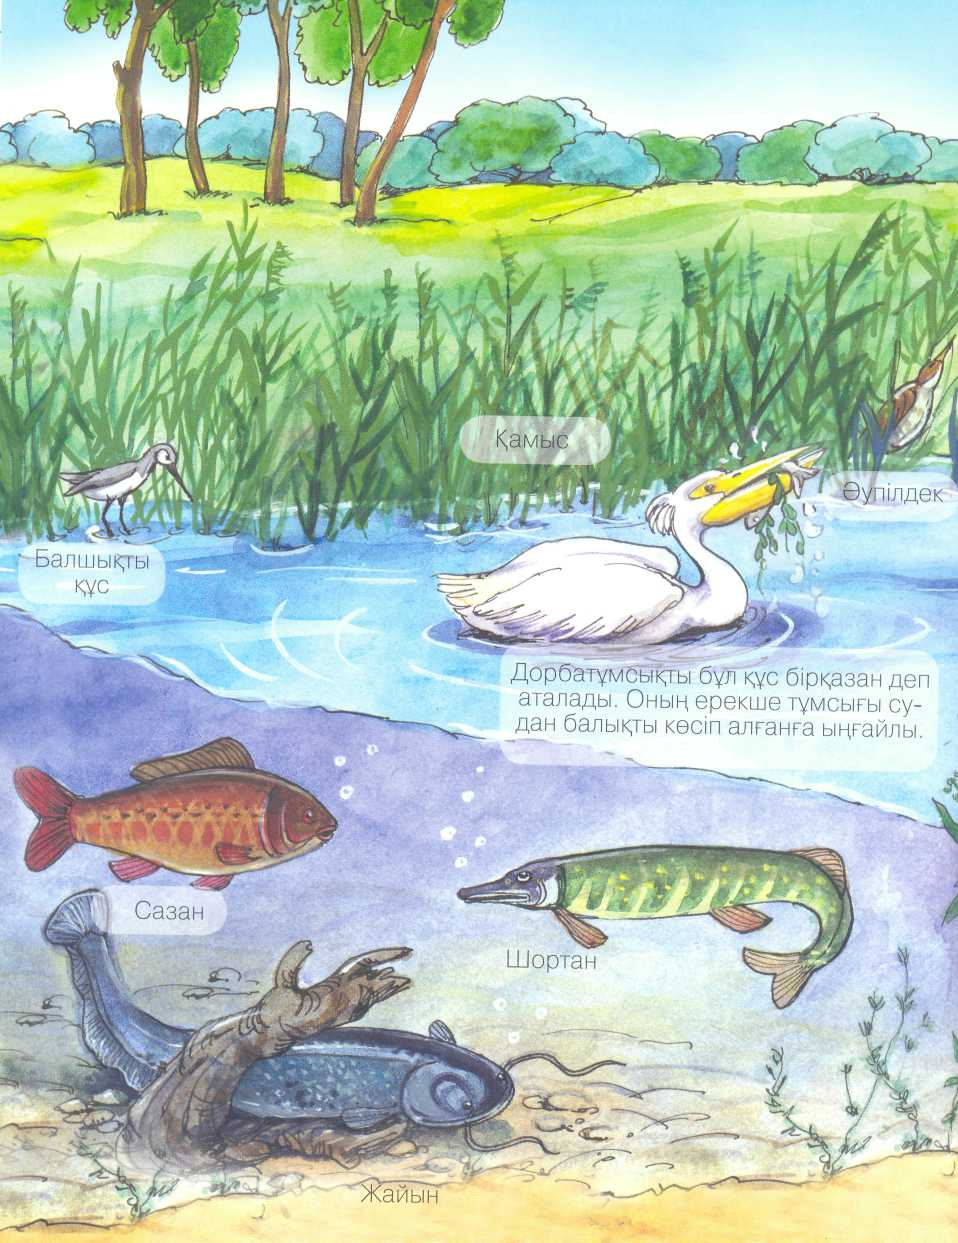 Қамыс
Әупілдек
Балшықты
құс
Дорбатұмсықты бұл құс бірқазан деп
аталады. Оның ерекше тұмсығы су-
дан балықты көсіп алғанға ыңғайлы.
Сазан
Шортан
Жайын